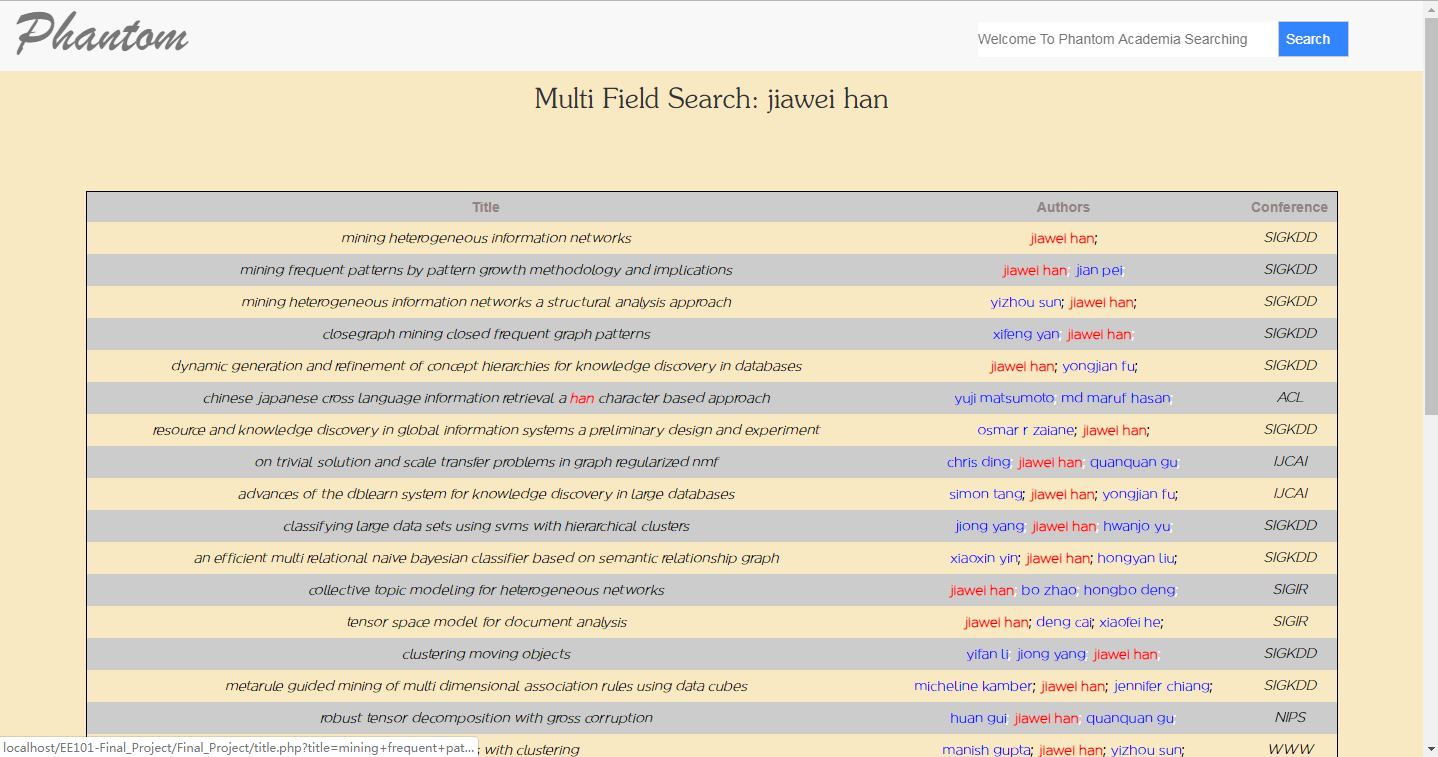 Phantom
Welcome To Phantom Academia Searching Search
Multi Field Search: jiawei han
Title Authors Conference
mining heterogeneous information networks jiawei han; SIGKDD
mining frequent patterns by pattern growth methodology and implications jiawei han; jian pei; SIGKDD
mining heterogeneous information networks a structural analysis approach yizhou sun; jiawei han; SIGKDD
closegraph mining closed frequent graph patterns xifeng yan; jiawei han; SIGKDD
dynamic generation and refinement of concept hierarchies for knowledge discovery in databases jiawei han; yongjian fu; SIGKDD
chinese japanese cross language information retrieval a han character based approach yuji matsumoto; md maruf hasan; ACL
resource and knowledge discovery in global information systems a preliminary design and experiment osmar r zaiane; jiawei han; SIGKDD
on trivial solution and scale transfer problems in graph regularized nmf chris ding; jiawei han; quanquan gu; IJCAI
advances of the dblearn system for knowledge discovery in large databases simon tang; jiawei han; yongjian fu; IJCAI
classifying large data sets using svms with hierarchical clusters jiong yang; jiawei han; hwanjo yu; SIGKDD
an efficient multi relational naive bayesian classifier based on semantic relationship graph xiaoxin yin; jiawei han; hongyan liu; SIGKDD
collective topic modeling for heterogeneous networks jiawei han; bo zhao; hongbo deng; SIGIR
tensor space model for document analysis jiawei han; deng cai; xiaofei he; SIGIR
clustering moving objects yifan li; jiong yang; jiawei han; SIGKDD
metarule guided mining of multi dimensional association rules using data cubes micheline kamber; jiawei han; jennifer chiang; SIGKDD
robust tensor decomposition with gross corruption huan gui; jiawei han; quanquan gu; NIPS
with clustering manish gupta; jiawei han; yizhou sun; WWW
localhost/EE101-Final_Project/Final_Project/title.php?title=mining+frequent+pat...